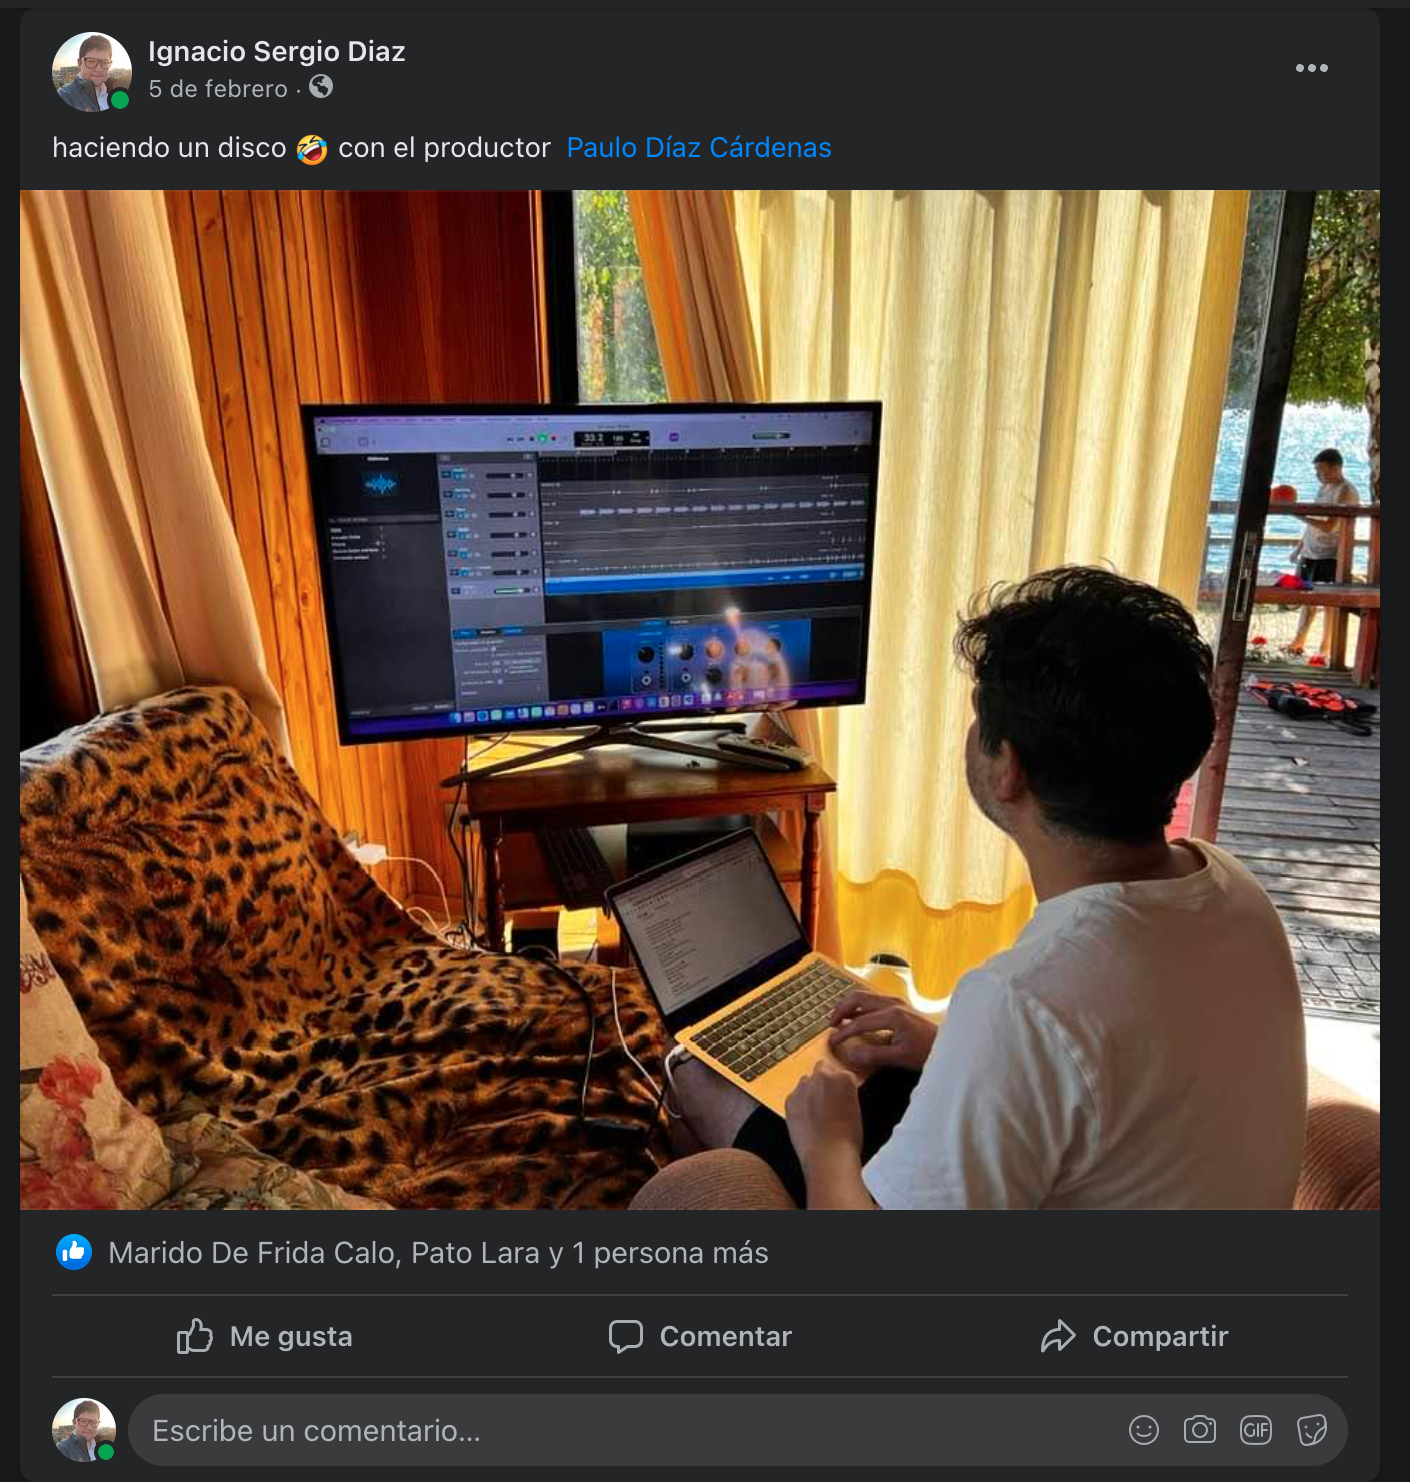 Ignacio Sergio Diaz
5 de febrero ·
haciendo un disco 🤣 con el productor Paulo Díaz Cárdenas
Marido De Frida Calo, Pato Lara y 1 persona más
Me gusta
Comentar
Compartir
Escribe un comentario...
GIF